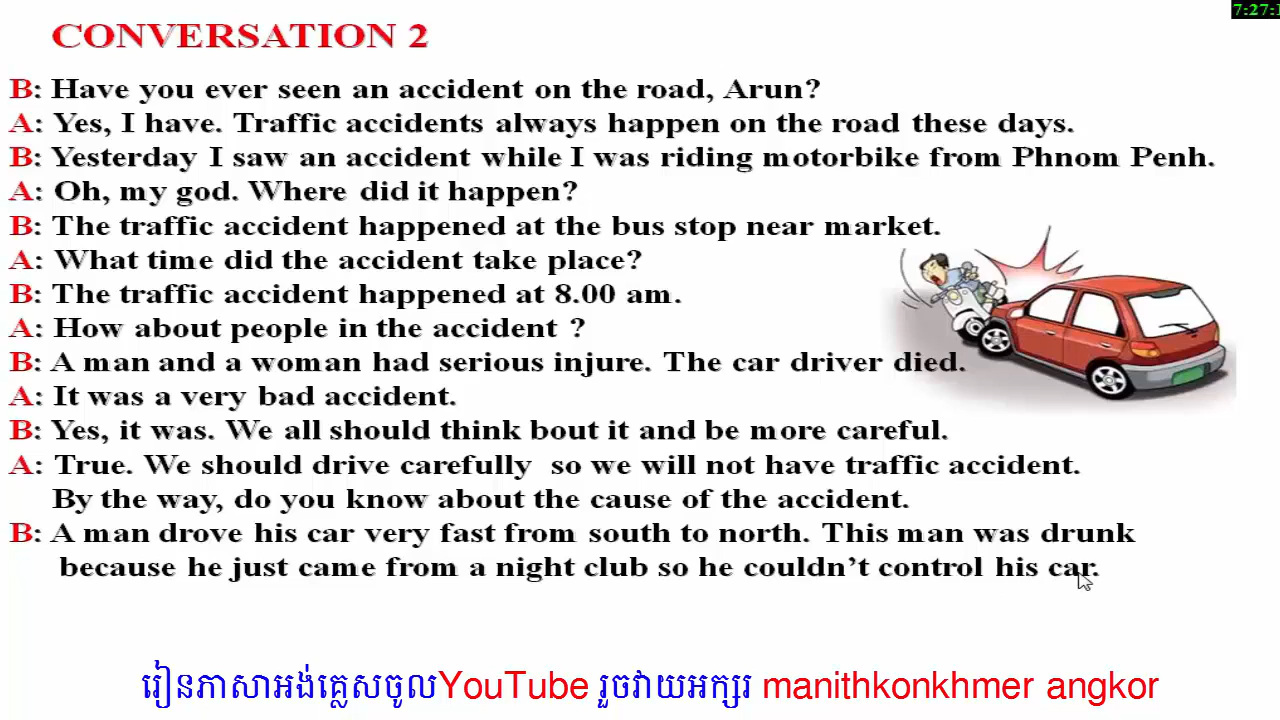 7:27:1
CONVERSATION 2
B: Have you ever seen an accident on the road, Arun?
A: Yes, I have. Traffic accidents always happen on the road these days.
B: Yesterday I saw an accident while I was riding motorbike from Phnom Penh.
A: Oh, my god. Where did it happen?
B: The traffic accident happened at the bus stop near market.
A: What time did the accident take place?
B: The traffic accident happened at 8.00 am.
A: How about people in the accident ?
B: A man and a woman had serious injure. The car driver died.
A: It was a very bad accident.
B: Yes, it was. We all should think bout it and be more careful.
A: True. We should drive carefully  so we will not have traffic accident.
By the way, do you know about the cause of the accident.
B: A man drove his car very fast from south to north. This man was drunk
because he just came from a night club so he couldn’t control his car.
រៀនភាសាអង់គ្លេសចូលYouTube រួចវាយអក្សរ manithkonkhmer angkor